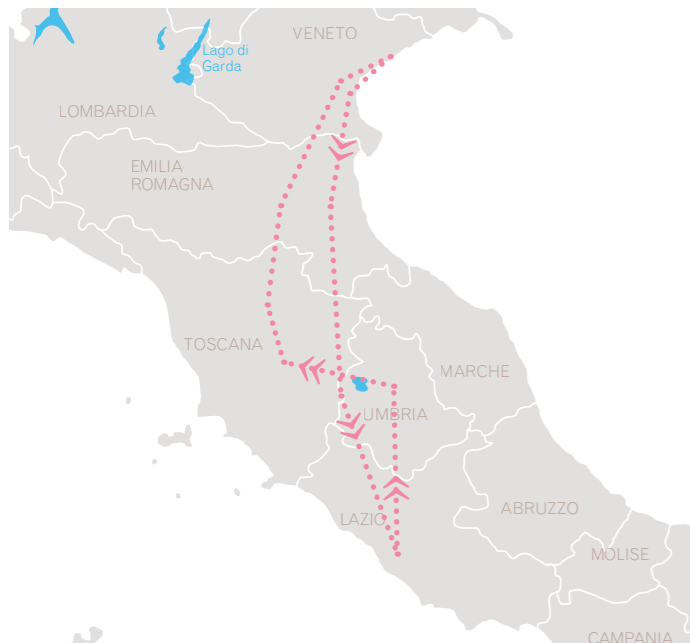 VENETO
Lago di
Garda
LOMBARDIA
EMILIA
ROMAGNA
TOSCANA
MARCHE
UMBRIA
ABRUZZO
LAZIO
MOLISE
CAMPANIA